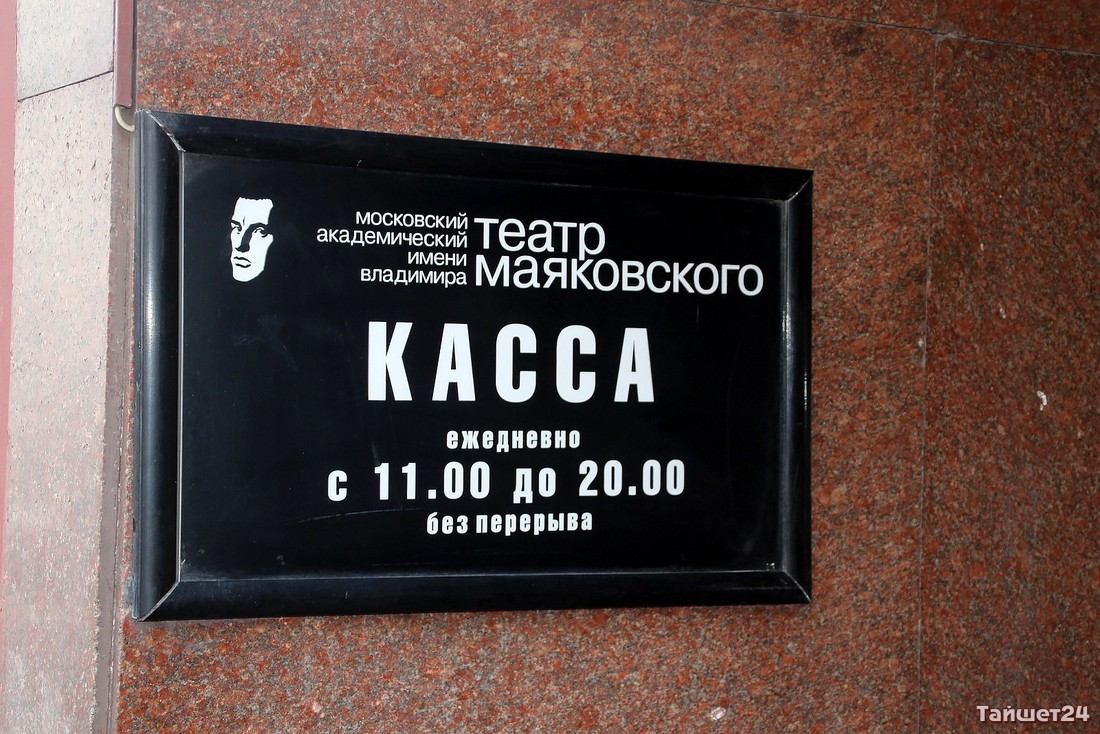 московский
академический
имени
владимира
театр
маяковского
КАССА
ежедневно
с 11.00 до 20.00
без перерыва
Тайшет24